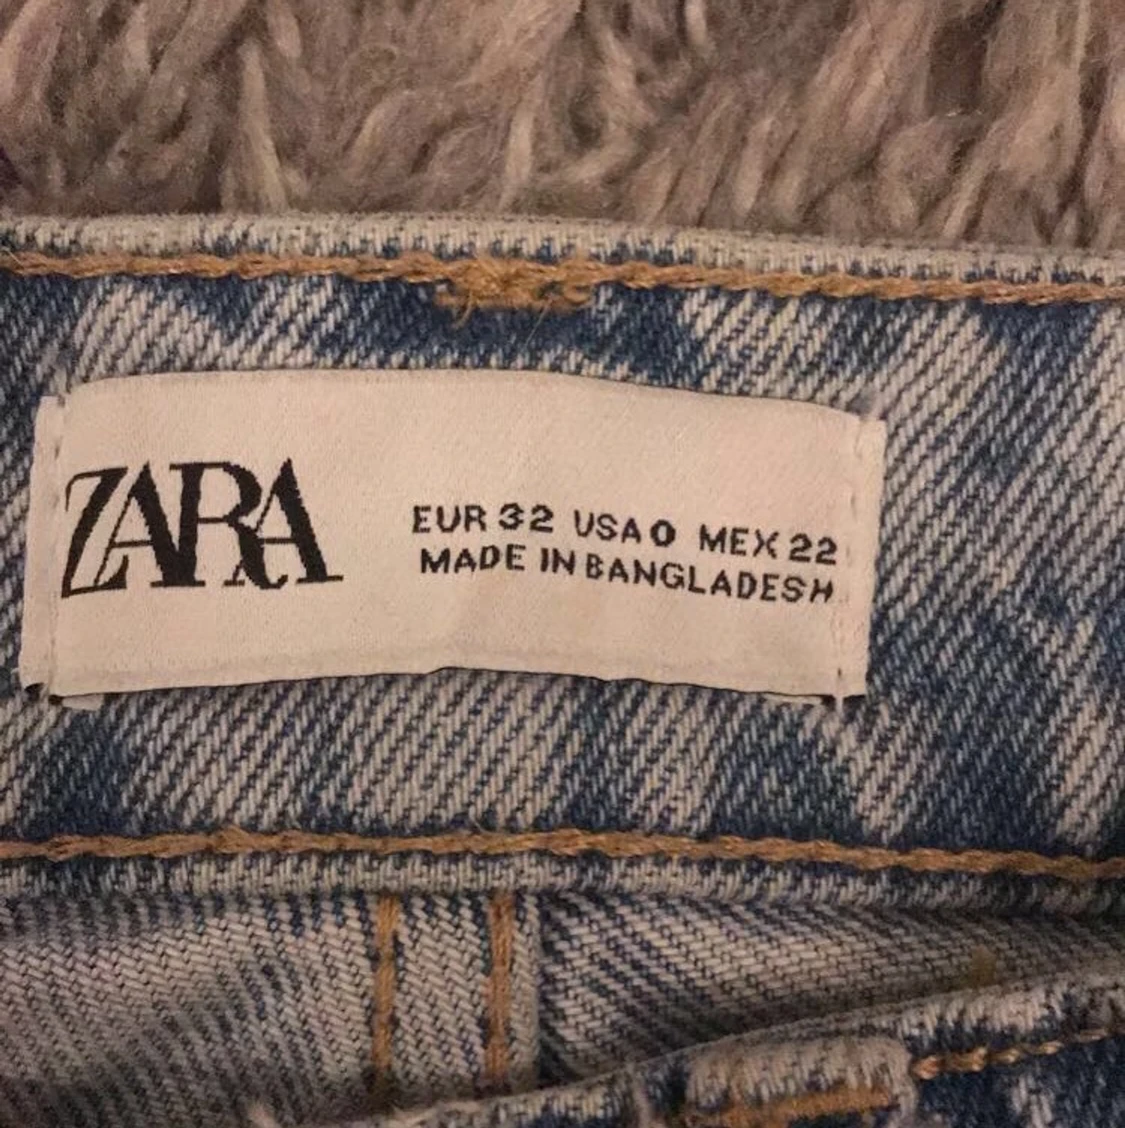 ZARA
EUR 32 USA 0 MEX 22
MADE IN BANGLADESH